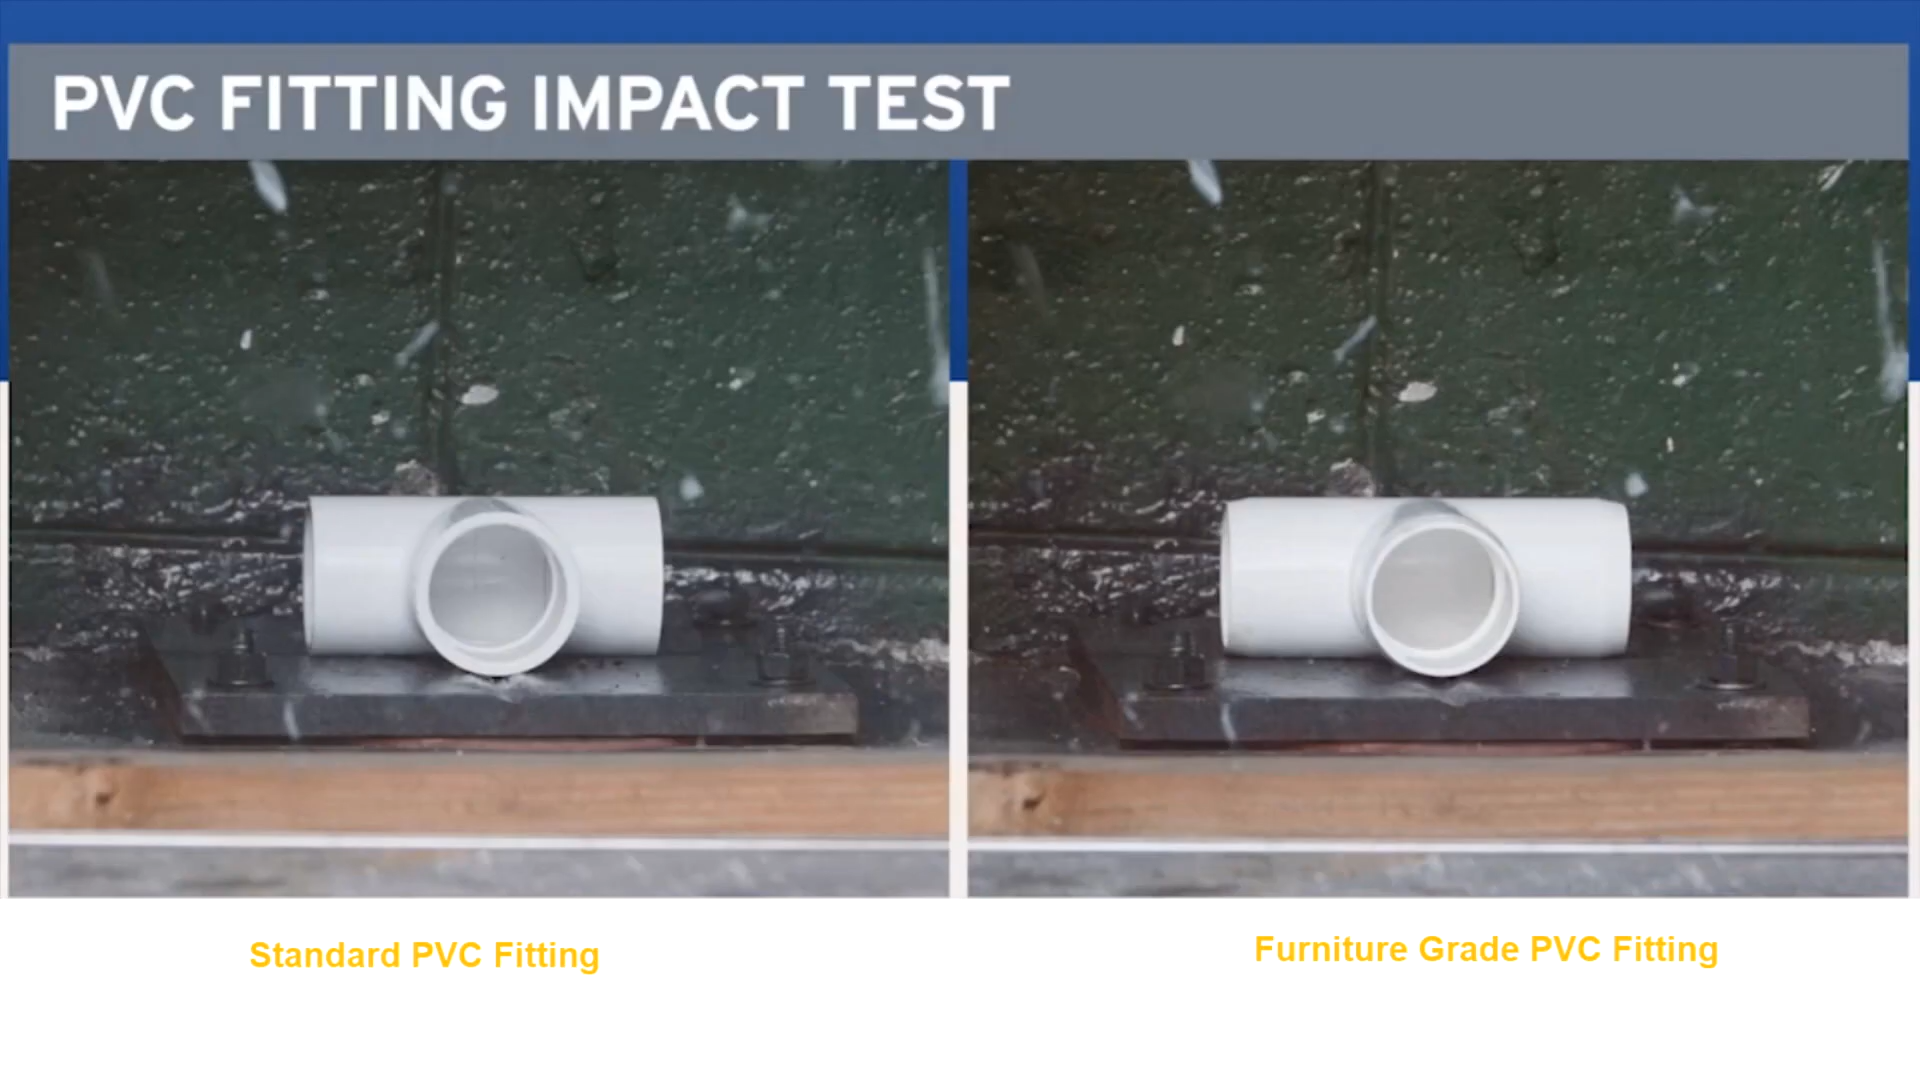 PVC FITTING IMPACT TEST
Standard PVC Fitting
Furniture Grade PVC Fitting